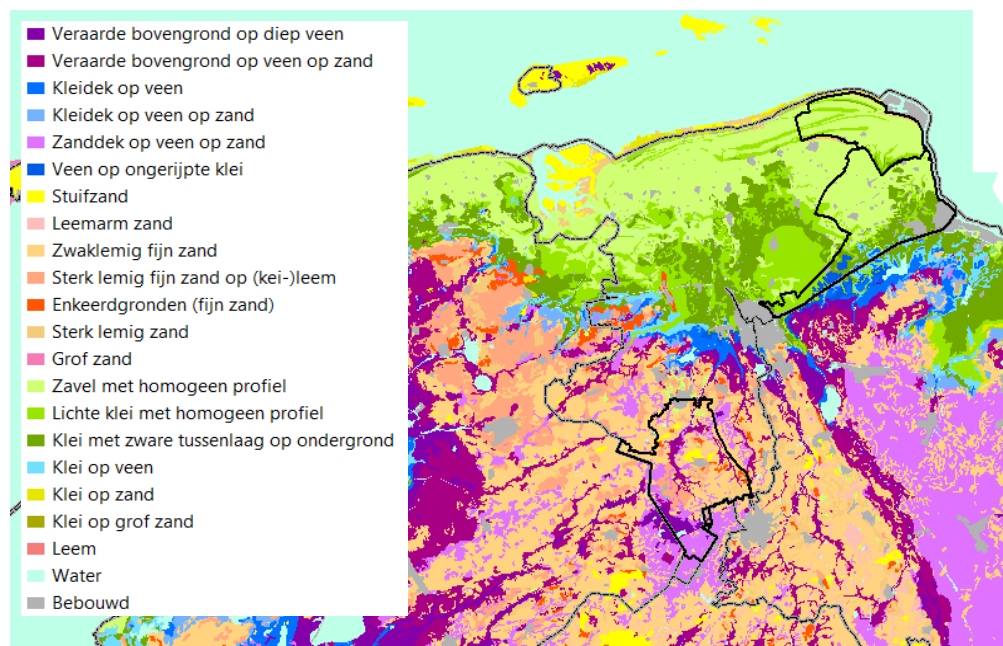 Veraarde bovengrond op diep veen
Veraarde bovengrond op veen op zand
Kleidek op veen
Kleidek op veen op zand
Zanddek op veen op zand
Veen op ongerijpte klei
Stuifzand
Leemarm zand
Zwaklemig fijn zand
Sterk lemig fijn zand op (kei-)leem
Enkeerdgronden (fijn zand)
Sterk lemig zand
Grof zand
Zavel met homogeen profiel
Lichte klei met homogeen profiel
Klei met zware tussenlaag op ondergrond
Klei op veen
Klei op zand
Klei op grof zand
Leem
Water
Bebouwd